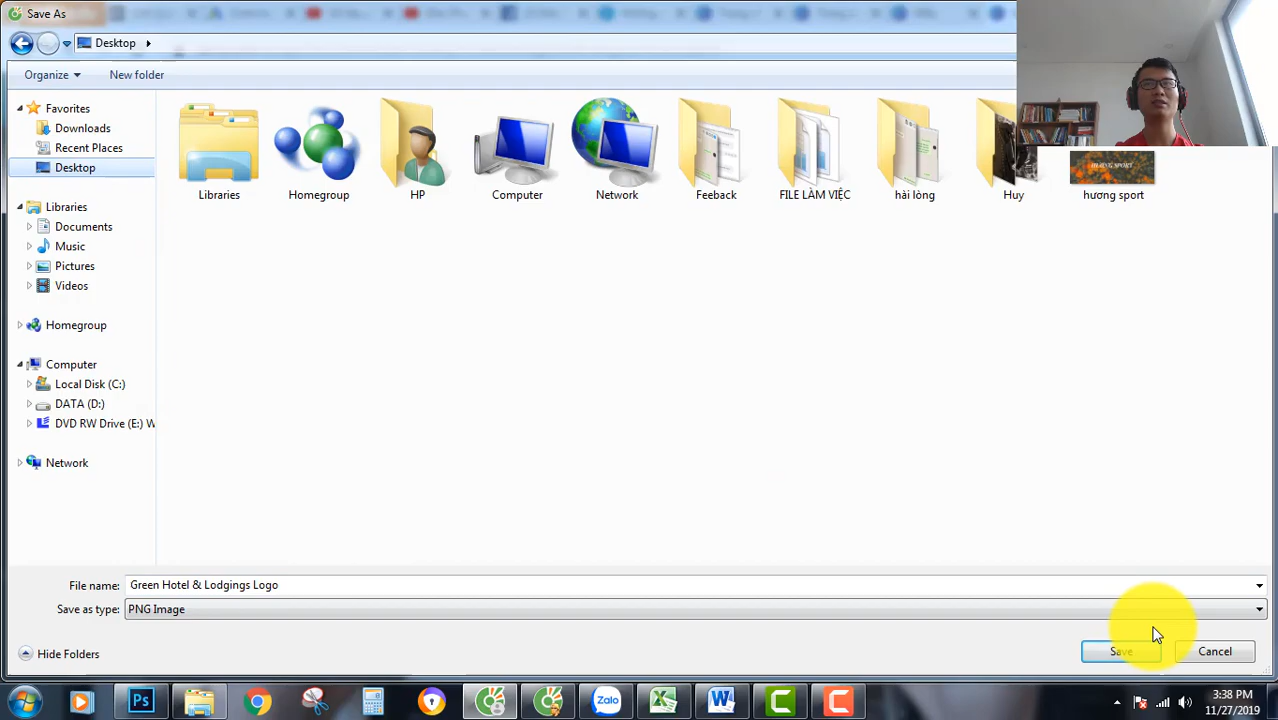 Save As
Desktop
Organize
New folder
Favorites
Downloads
Recent Places
Desktop
Libraries
Documents
Music
Pictures
Videos
Homegroup
Computer
Local Disk (C:)
DATA (D:)
DVD RW Drive (E:) W
Network
Libraries
Homegroup
HP
Computer
Network
Feeback
FILE LÀM VIỆC
hài lòng
Huy
hương sport
File name: Green Hotel & Lodgings Logo
Save as type: PNG Image
Hide Folders
Save
Cancel
Ps
Zalo
3:38 PM
11/27/2019